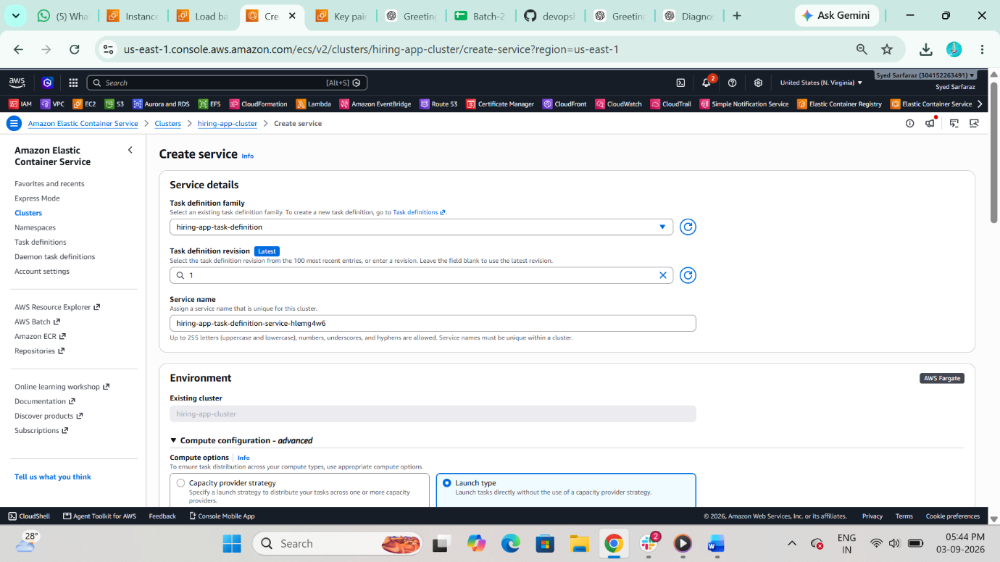 (5) Wha
Instance
Load ba
Cre
Key pair
Greeting
Batch-2
devopsh
Greeting
Diagnos
Ask Gemini
us-east-1.console.aws.amazon.com/ecs/v2/clusters/hiring-app-cluster/create-service?region=us-east-1
aws
Search
[Alt+S]
2
United States (N. Virginia)
Syed Sarfaraz (304152263491)
Syed Sarfaraz
IAM VPC EC2 S3 Aurora and RDS EFS CloudFormation Lambda Amazon EventBridge Route 53 Certificate Manager CloudFront CloudWatch CloudTrail Simple Notification Service Elastic Container Registry Elastic Container Service
Amazon Elastic Container Service > Clusters > hiring-app-cluster > Create service
Amazon Elastic
Container Service
Favorites and recents
Express Mode
Clusters
Namespaces
Task definitions
Daemon task definitions
Account settings
AWS Resource Explorer
AWS Batch
Amazon ECR
Repositories
Online learning workshop
Documentation
Discover products
Subscriptions
Tell us what you think
Create service Info
Service details
Task definition family
Select an existing task definition family. To create a new task definition, go to Task definitions.
hiring-app-task-definition
Task definition revision Latest
Select the task definition revision from the 100 most recent entries, or enter a revision. Leave the field blank to use the latest revision.
1
Service name
Assign a service name that is unique for this cluster.
hiring-app-task-definition-service-hlemg4w6
Up to 255 letters (uppercase and lowercase), numbers, underscores, and hyphens are allowed. Service names must be unique within a cluster.
Environment
AWS Fargate
Existing cluster
hiring-app-cluster
Compute configuration - advanced
Compute options Info
To ensure task distribution across your compute types, use appropriate compute options.
Capacity provider strategy
Specify a launch strategy to distribute your tasks across one or more capacity
providers.
Launch type
Launch tasks directly without the use of a capacity provider strategy.
CloudShell
Agent Toolkit for AWS
Feedback
Console Mobile App
© 2026, Amazon Web Services, Inc. or its affiliates.
Privacy
Terms
Cookie preferences
28°
Search
2
ENG
IN
05:44 PM
03-09-2026